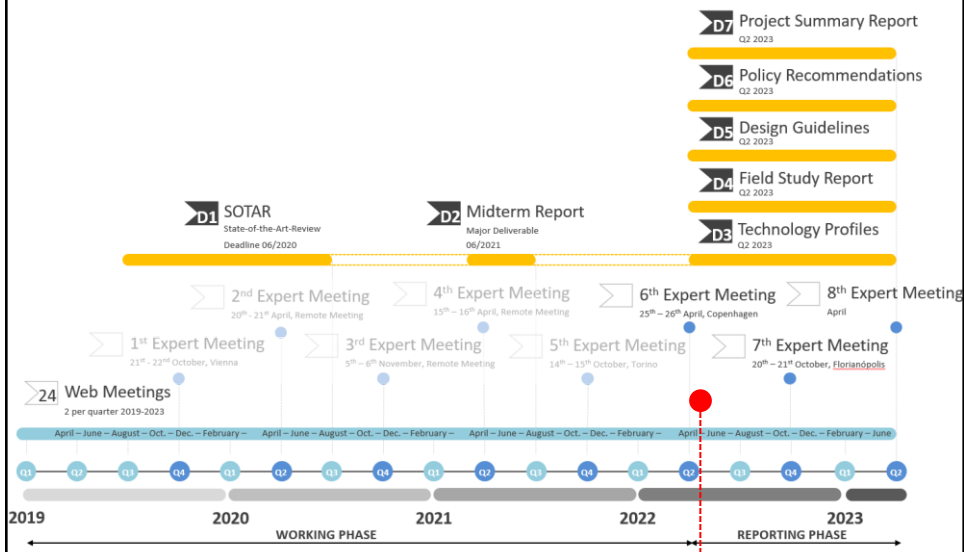 D7 Project Summary Report
Q2 2023
D6 Policy Recommendations
Q2 2023
D5 Design Guidelines
Q2 2023
D4 Field Study Report
Q2 2023
D3 Technology Profiles
Q2 2023
D1 SOTAR
State-of-the-Art-Review
Deadline 06/2020
D2 Midterm Report
Major Deliverable
06/2021
2nd Expert Meeting
20th - 21st April, Remote Meeting
4th Expert Meeting
15th – 16th April, Remote Meeting
6th Expert Meeting
25th – 26th April, Copenhagen
8th Expert Meeting
April
1st Expert Meeting
21st - 22nd October, Vienna
3rd Expert Meeting
5th – 6th November, Remote Meeting
5th Expert Meeting
14th – 15th October, Torino
7th Expert Meeting
20th – 21st October, Florianópolis
24 Web Meetings
2 per quarter 2019-2023
April – June – August – Oct. – Dec. – February – April – June – August – Oct. – Dec. – February – April – June – August – Oct. – Dec. – February – April – June – August – Oct. – Dec. – February – June
Q1 Q2 Q3 Q4 Q1 Q2 Q3 Q4 Q1 Q2 Q3 Q4 Q1 Q2 Q3 Q4 Q1 Q2
2019 2020 2021 2022 2023
WORKING PHASE REPORTING PHASE